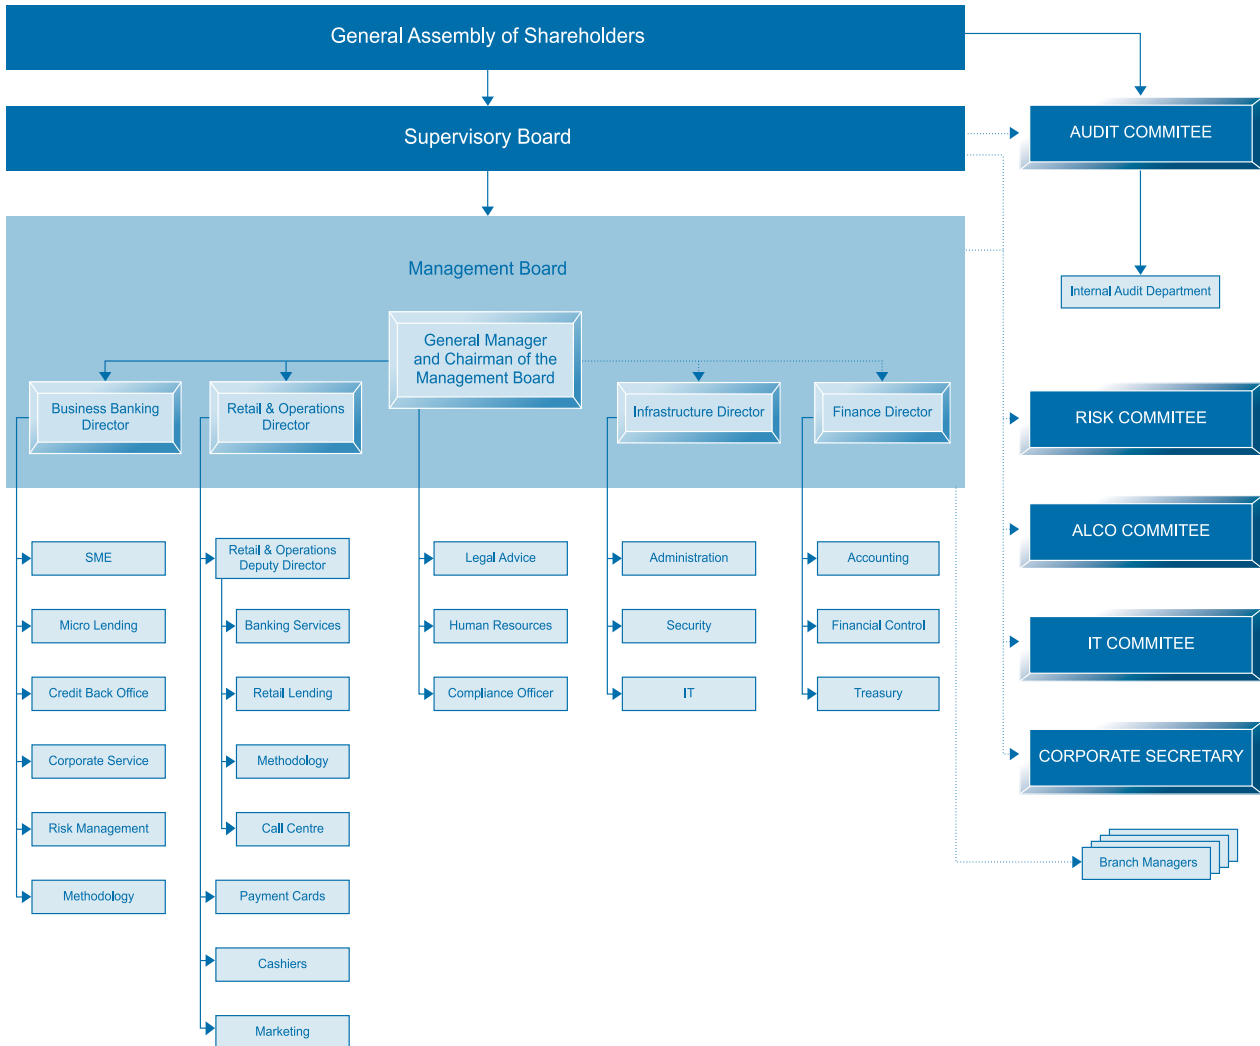 General Assembly of Shareholders
Supervisory Board
AUDIT COMMITEE
Management Board
Internal Audit Department
General Manager
and Chairman of the
Management Board
Business Banking
Director
Retail & Operations
Director
Infrastructure Director
Finance Director
RISK COMMITEE
SME
Retail & Operations
Deputy Director
Legal Advice
Administration
Accounting
ALCO COMMITEE
Micro Lending
Banking Services
Human Resources
Security
Financial Control
IT COMMITEE
Credit Back Office
Retail Lending
Compliance Officer
IT
Treasury
Corporate Service
Methodology
CORPORATE SECRETARY
Risk Management
Call Centre
Branch Managers
Methodology
Payment Cards
Cashiers
Marketing